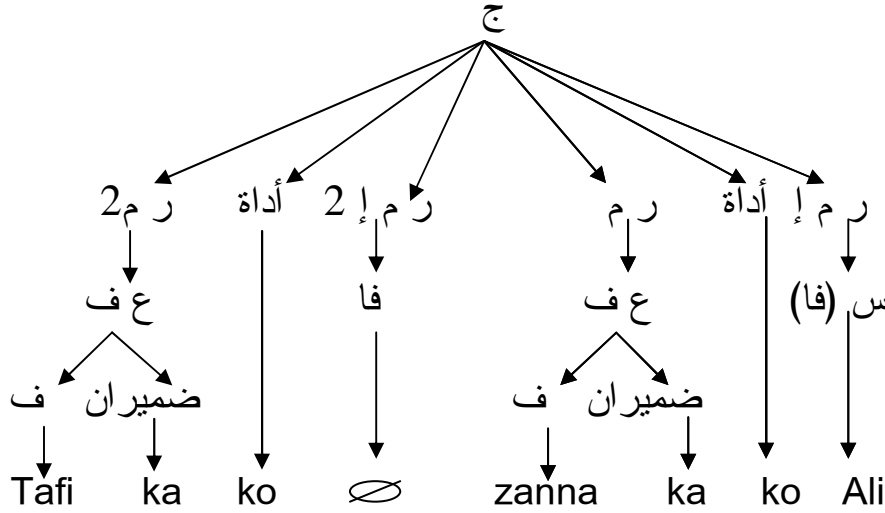 ج
ر م إ أداة ر م ر م إ 2 أداة ر م2
س (فا) ع ف فا ع ف
ضميران ف ضميران ف
Tafi ka ko ∅ zanna ka ko Ali